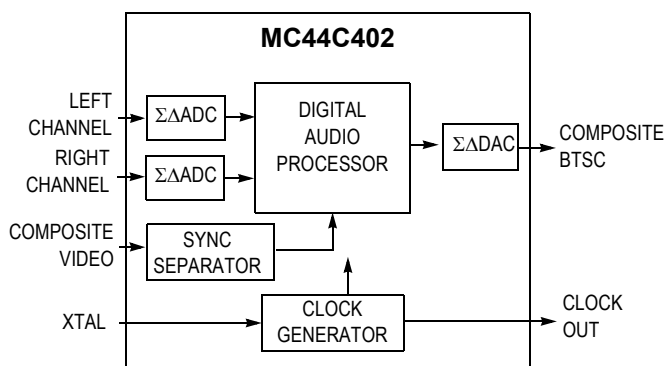 MC44C402
LEFT
CHANNEL
ΣΔADC
DIGITAL
AUDIO
PROCESSOR
ΣΔDAC
COMPOSITE
BTSC
RIGHT
CHANNEL
ΣΔADC
COMPOSITE
VIDEO
SYNC
SEPARATOR
XTAL
CLOCK
GENERATOR
CLOCK
OUT